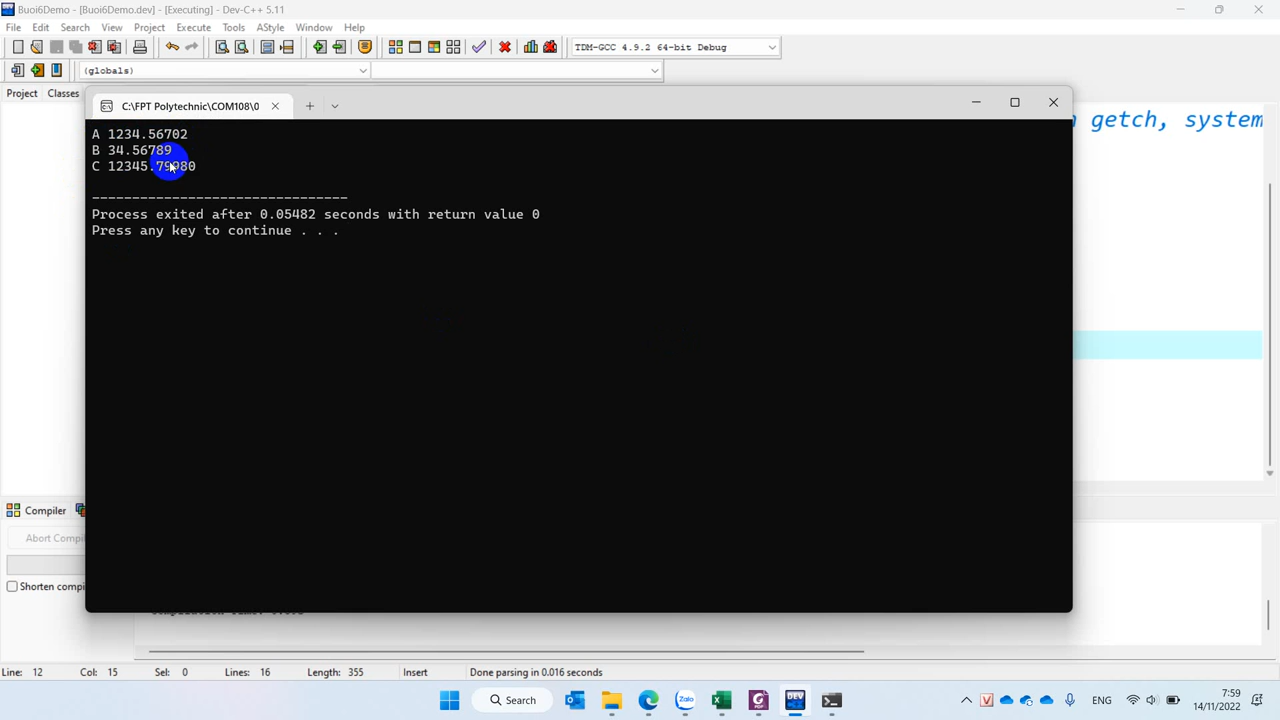 Buoi6Demo - [Buoi6Demo.dev] - [Executing] - Dev-C++ 5.11
File Edit Search View Project Execute Tools AStyle Window Help
TDM-GCC 4.9.2 64-bit Debug
(globals)
Project Classes
C:\FPT Polytechnic\COM108\0
getch, system
A 1234.56702
B 34.56789
C 12345.79980
--------------------------------
Process exited after 0.05482 seconds with return value 0
Press any key to continue . . .
Compiler
Abort Compil
Shorten compi
Line: 12 Col: 15 Sel: 0 Lines: 16 Length: 355 Insert Done parsing in 0.016 seconds
Search
ENG
7:59
14/11/2022